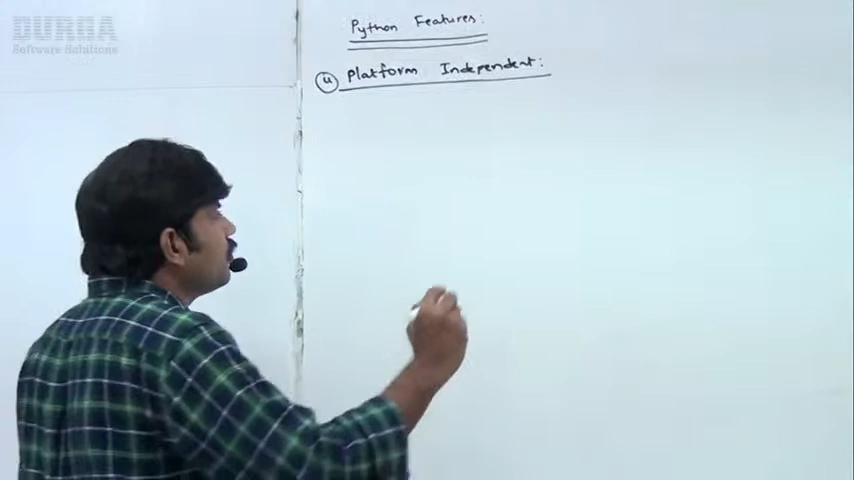 DURGA
Software Solutions
Python Features:
4 Platform Independent: